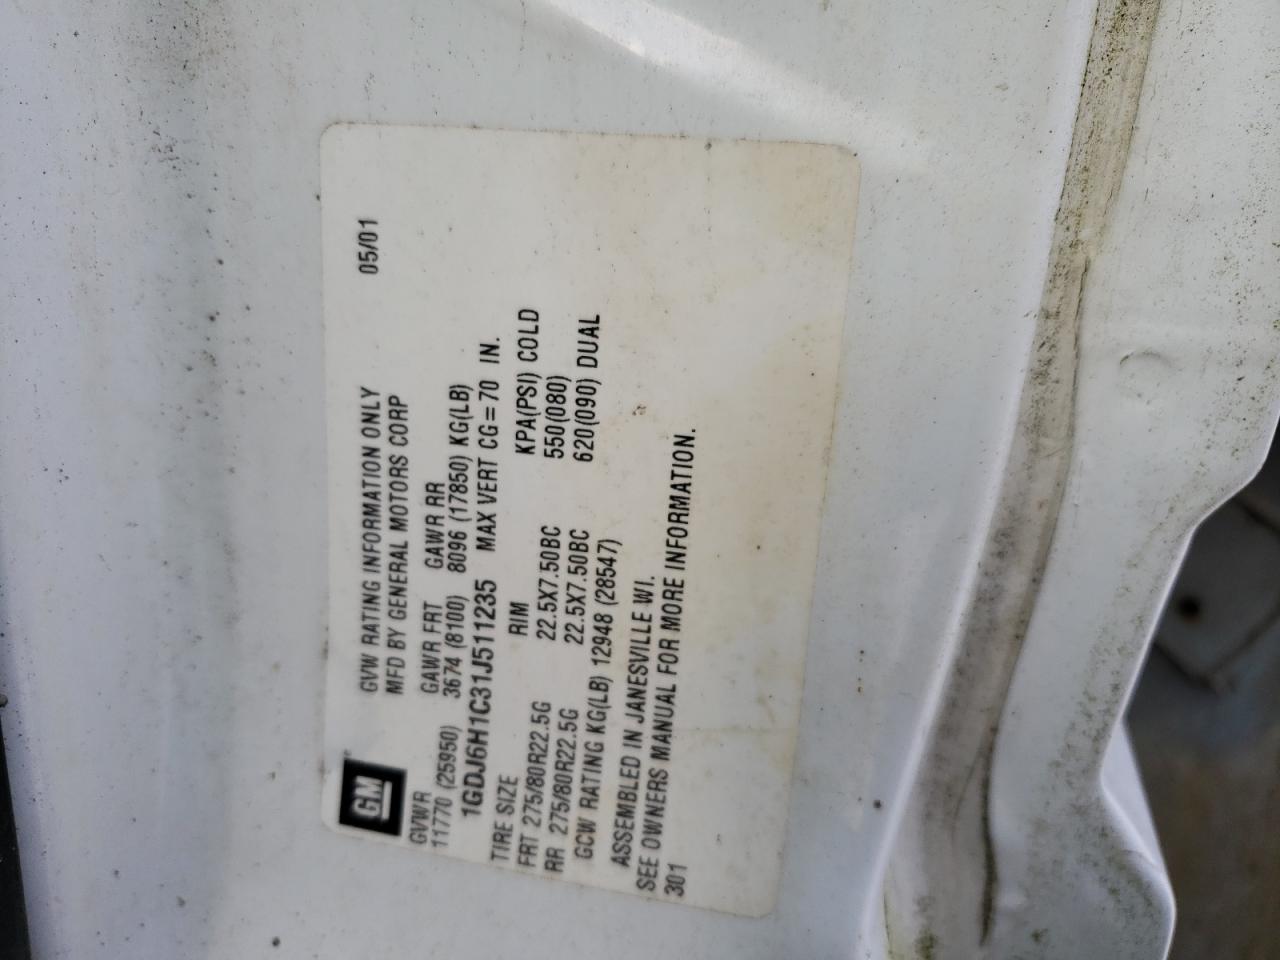 GM
GVW RATING INFORMATION ONLY 05/01
MFD BY GENERAL MOTORS CORP
GVWR GAWR FRT GAWR RR
11770 (25950) 3674 (8100) 8096 (17850) KG(LB)
1GDJ6H1C31J511235 MAX VERT CG=70 IN.
TIRE SIZE RIM KPA(PSI) COLD
FRT 275/80R22.5G 22.5X7.50BC 550(080)
RR 275/80R22.5G 22.5X7.50BC 620(090) DUAL
GCW RATING KG(LB) 12948 (28547)
ASSEMBLED IN JANESVILLE WI.
SEE OWNERS MANUAL FOR MORE INFORMATION.
301